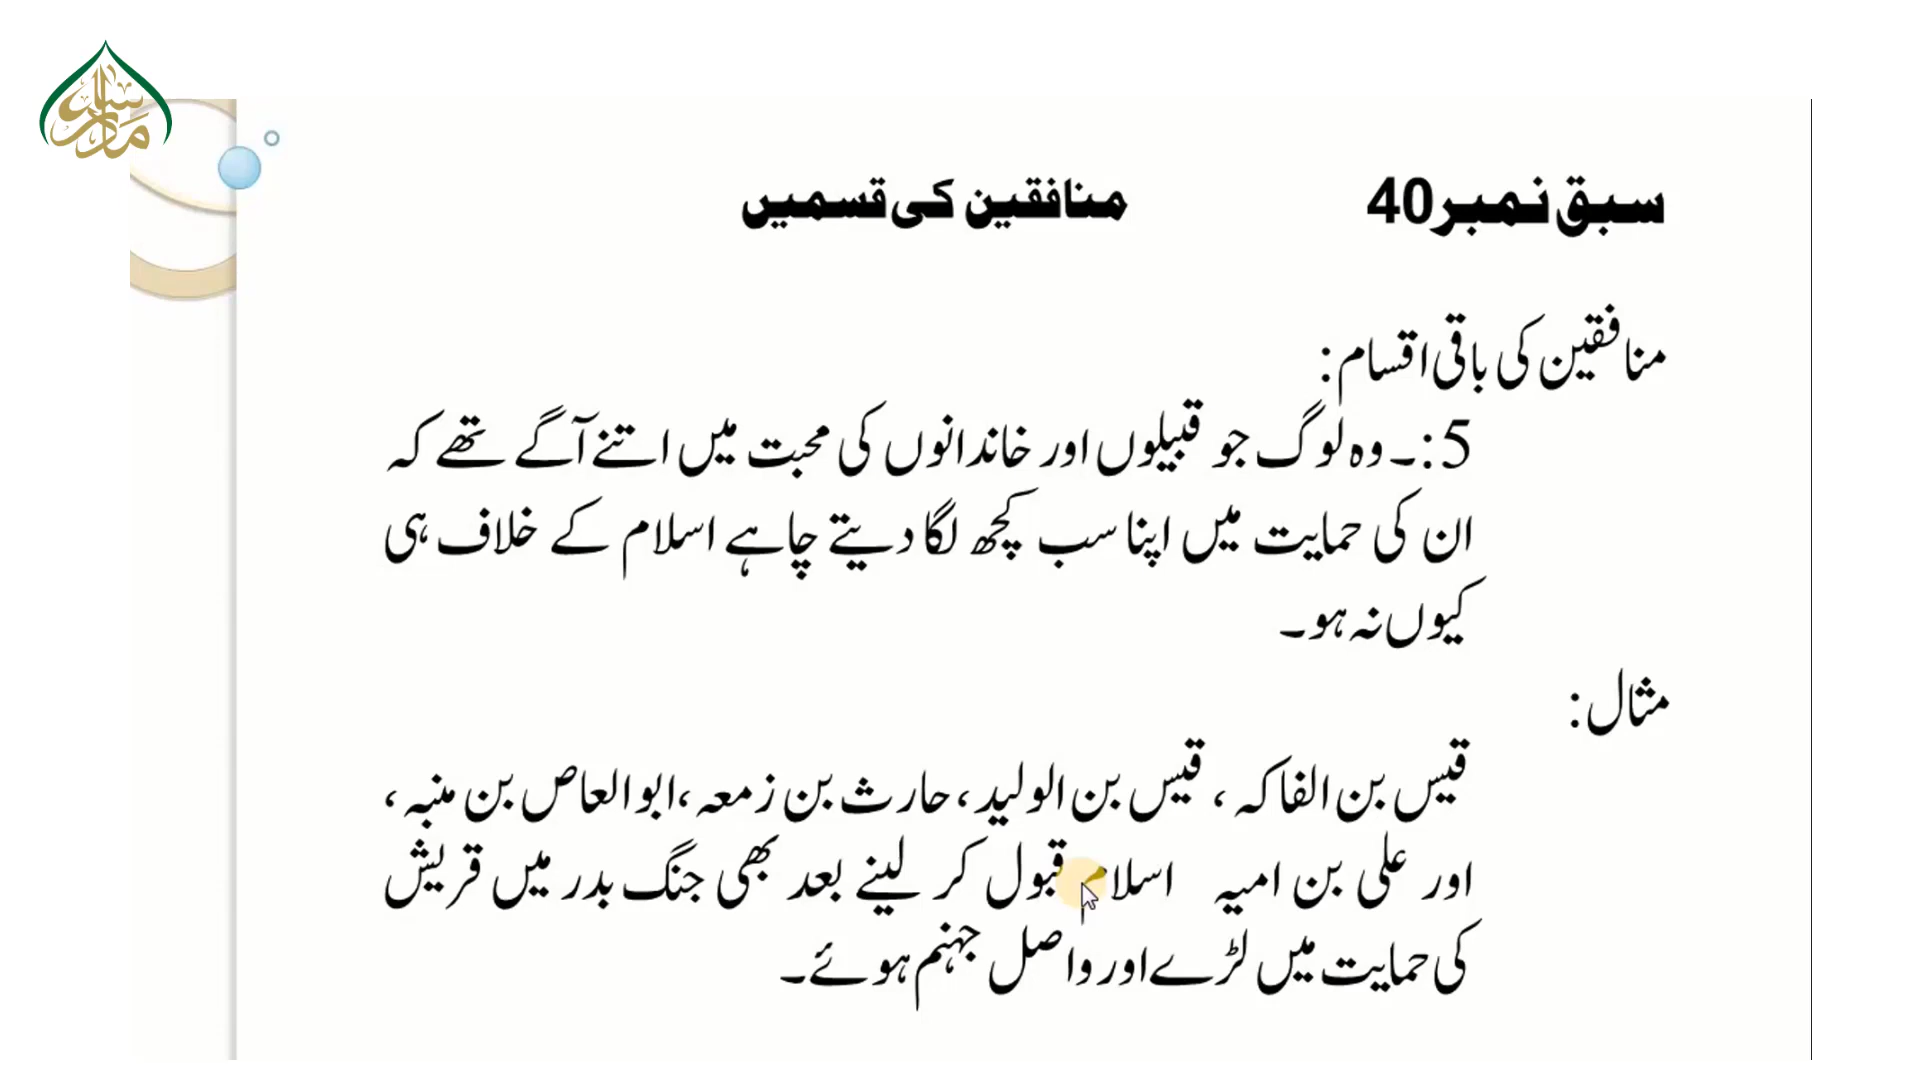 مدرسہ
سبق نمبر40 منافقین کی قسمیں
منافقین کی باقی اقسام:
5:۔ وہ لوگ جو قبیلوں اور خاندانوں کی محبت میں اتنے آگے تھے کہ
ان کی حمایت میں اپنا سب کچھ لگا دیتے چاہے اسلام کے خلاف ہی
کیوں نہ ہو۔
مثال:
قیس بن الفاکہ، قیس بن الولید، حارث بن زمعہ، ابوالعاص بن منبہ،
اور علی بن امیہ اسلام قبول کر لینے بعد بھی جنگ بدر میں قریش
کی حمایت میں لڑے اور واصل جہنم ہوئے۔